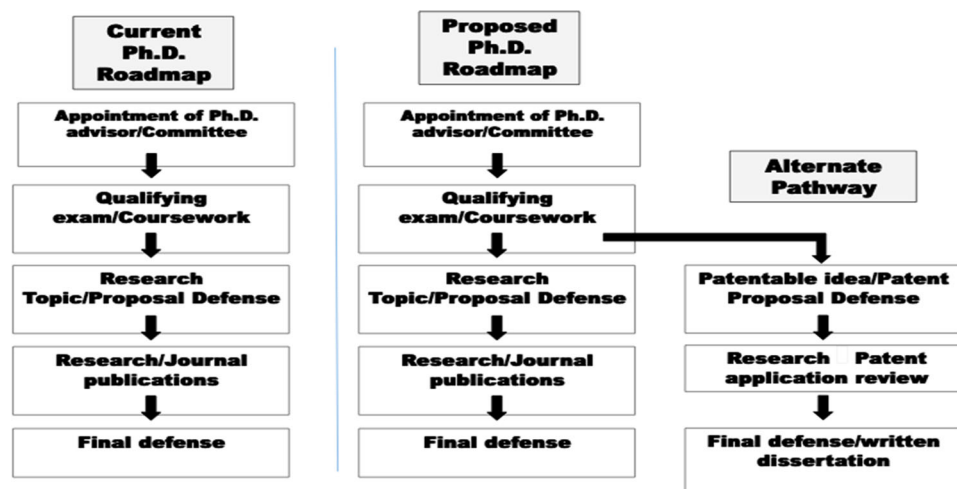 Current
Ph.D.
Roadmap
Appointment of Ph.D.
advisor/Committee
Qualifying
exam/Coursework
Research
Topic/Proposal Defense
Research/Journal
publications
Final defense
Proposed
Ph.D.
Roadmap
Appointment of Ph.D.
advisor/Committee
Qualifying
exam/Coursework
Research
Topic/Proposal Defense
Research/Journal
publications
Final defense
Alternate
Pathway
Patentable idea/Patent
Proposal Defense
Research Patent
application review
Final defense/written
dissertation